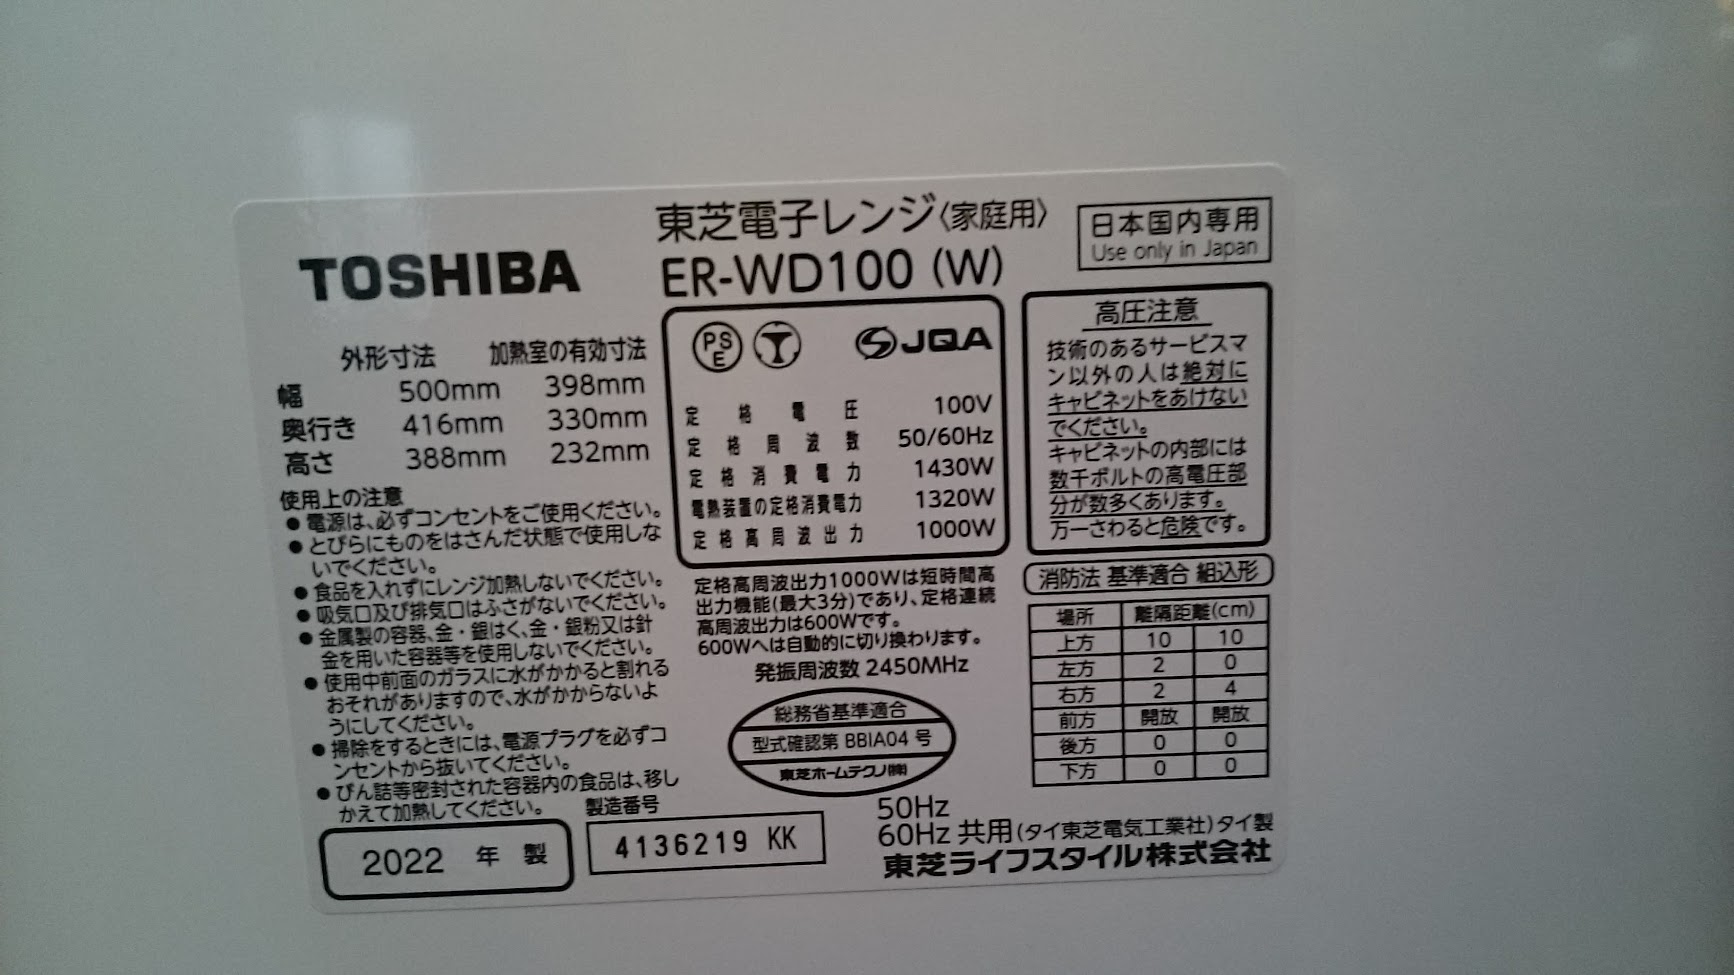 東芝電子レンジ〈家庭用〉
ER-WD100 (W)
日本国内専用
Use only in Japan
TOSHIBA
外形寸法 加熱室の有効寸法
幅 500mm 398mm
奥行き 416mm 330mm
高さ 388mm 232mm
使用上の注意
●電源は、必ずコンセントをご使用ください。
●とびらにものをはさんだ状態で使用しな
いでください。
●食品を入れずにレンジ加熱しないでください。
●吸気口及び排気口はふさがないでください。
●金属製の容器、金・銀はく、金・銀粉又は針
金を用いた容器等を使用しないでください。
●使用中前面のガラスに水がかかると割れる
おそれがありますので、水がかからないよ
うにしてください。
●掃除をするときには、電源プラグを必ずコ
ンセントから抜いてください。
●びん詰等密封された容器内の食品は、移し
かえて加熱してください。
2022 年 製
製造番号
4136219 KK
PS
E
T
JQA
定格電圧 100V
定格周波数 50/60Hz
定格消費電力 1430W
電熱装置の定格消費電力 1320W
定格高周波出力 1000W
定格高周波出力1000Wは短時間高
出力機能(最大3分)であり、定格連続
高周波出力は600Wです。
600Wへは自動的に切り換わります。
発振周波数 2450MHz
総務省基準適合
型式確認第 BBIA04 号
東芝ホームテクノ(株)
高圧注意
技術のあるサービスマ
ン以外の人は絶対に
キャビネットをあけない
でください。
キャビネットの内部には
数千ボルトの高電圧部
分が数多くあります。
万一さわると危険です。
消防法 基準適合 組込形
場所 離隔距離(cm)
上方 10 10
左方 2 0
右方 2 4
前方 開放 開放
後方 0 0
下方 0 0
50Hz
60Hz 共用(タイ東芝電気工業社)タイ製
東芝ライフスタイル株式会社